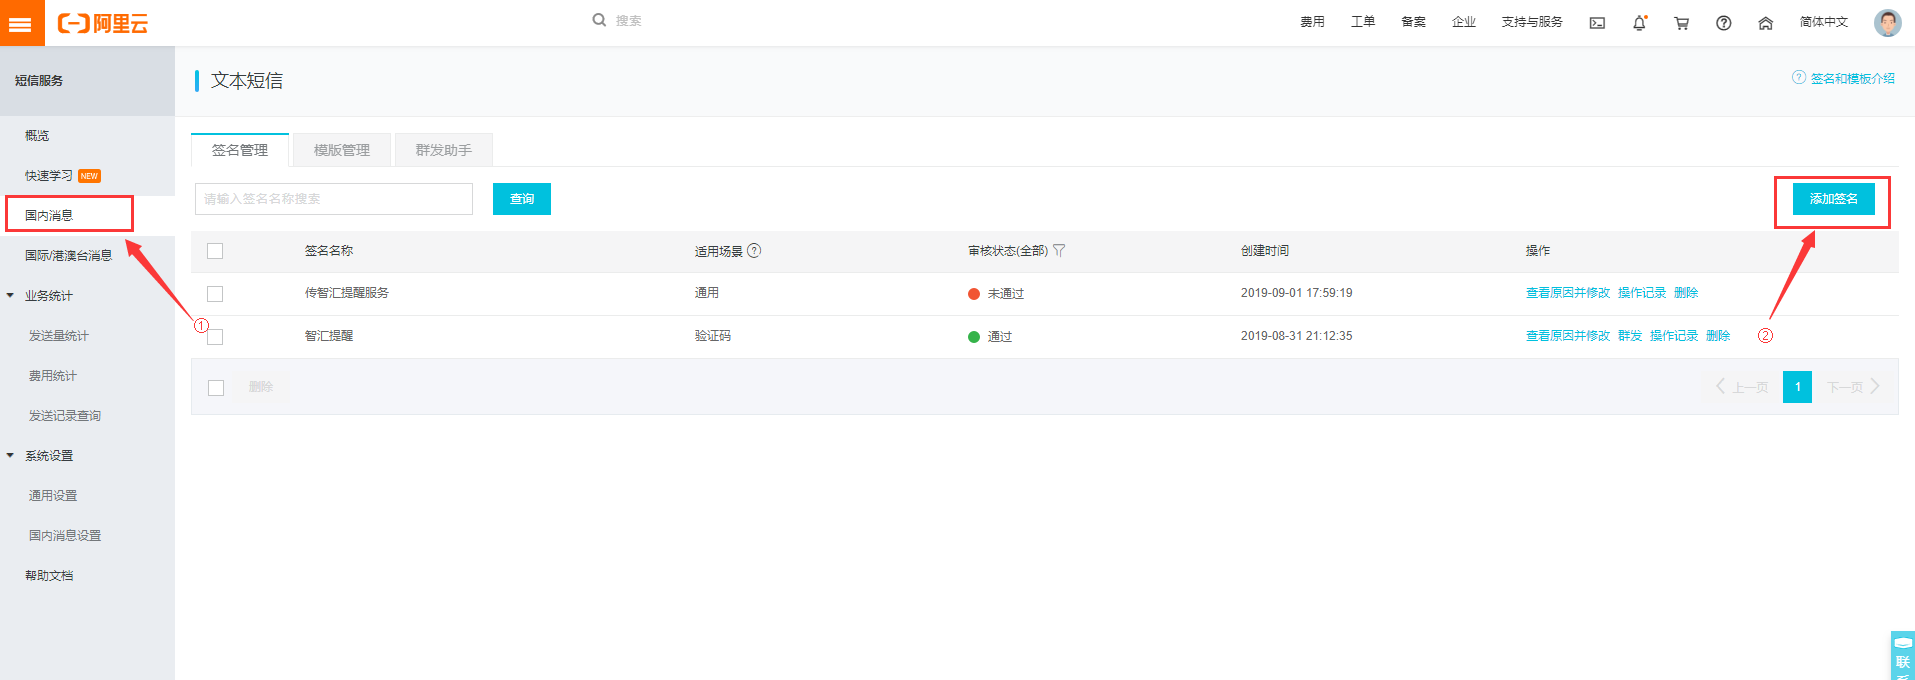 阿里云
搜索
费用 工单 备案 企业 支持与服务 简体中文
短信服务
概览
快速学习 NEW
国内消息
国际/港澳台消息
业务统计
发送量统计
费用统计
发送记录查询
系统设置
通用设置
国内消息设置
帮助文档
文本短信
签名和模板介绍
签名管理 模版管理 群发助手
请输入签名名称搜索 查询 添加签名
签名名称 适用场景 审核状态(全部) 创建时间 操作
传智汇提醒服务 通用 未通过 2019-09-01 17:59:19 查看原因并修改 操作记录 删除
① 智汇提醒 验证码 通过 2019-08-31 21:12:35 查看原因并修改 群发 操作记录 删除 ②
删除 上一页 1 下一页
联